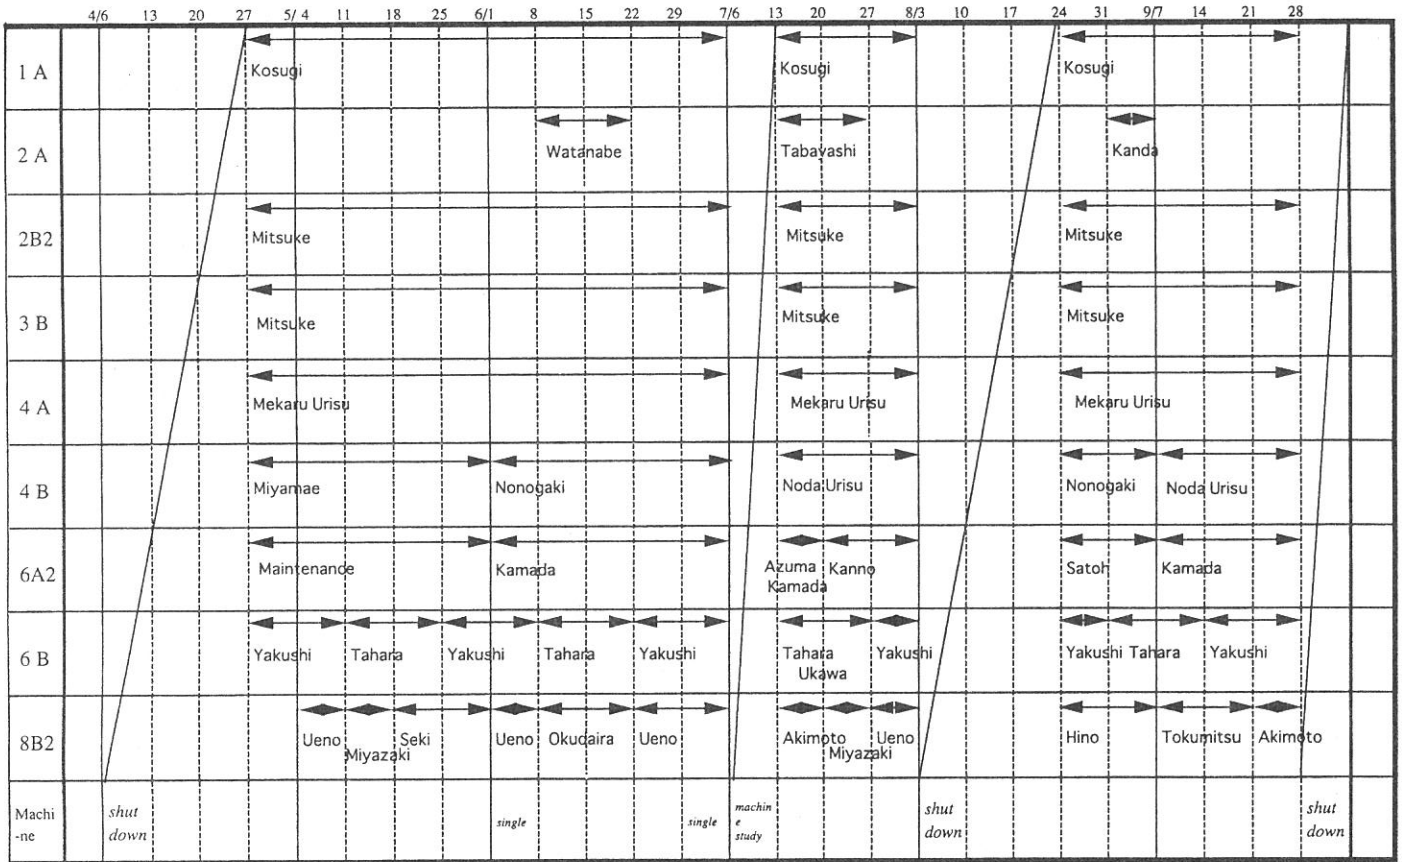 4/6 13 20 27 5/ 4 11 18 25 6/1 8 15 22 29 7/6 13 20 27 8/3 10 17 24 31 9/7 14 21 28
1 A
Kosugi Kosugi Kosugi
2 A
Watanabe Tabayashi Kanda
2B2
Mitsuke Mitsuke Mitsuke
3 B
Mitsuke Mitsuke Mitsuke
4 A
Mekaru Urisu Mekaru Urisu Mekaru Urisu
4 B
Miyamae Nonogaki Noda Urisu Nonogaki Noda Urisu
6A2
Maintenance Kamada Azuma Kanno Satoh Kamada
Kamada
6 B
Yakushi Tahara Yakushi Tahara Yakushi Tahara Yakushi Yakushi Tahara Yakushi
Ukawa
8B2
Ueno Seki Ueno Okudaira Ueno Akimoto Ueno Hino Tokumitsu Akimoto
Miyazaki Miyazaki
Machi
-ne
shut
down
single
single
machin
e
study
shut
down
shut
down